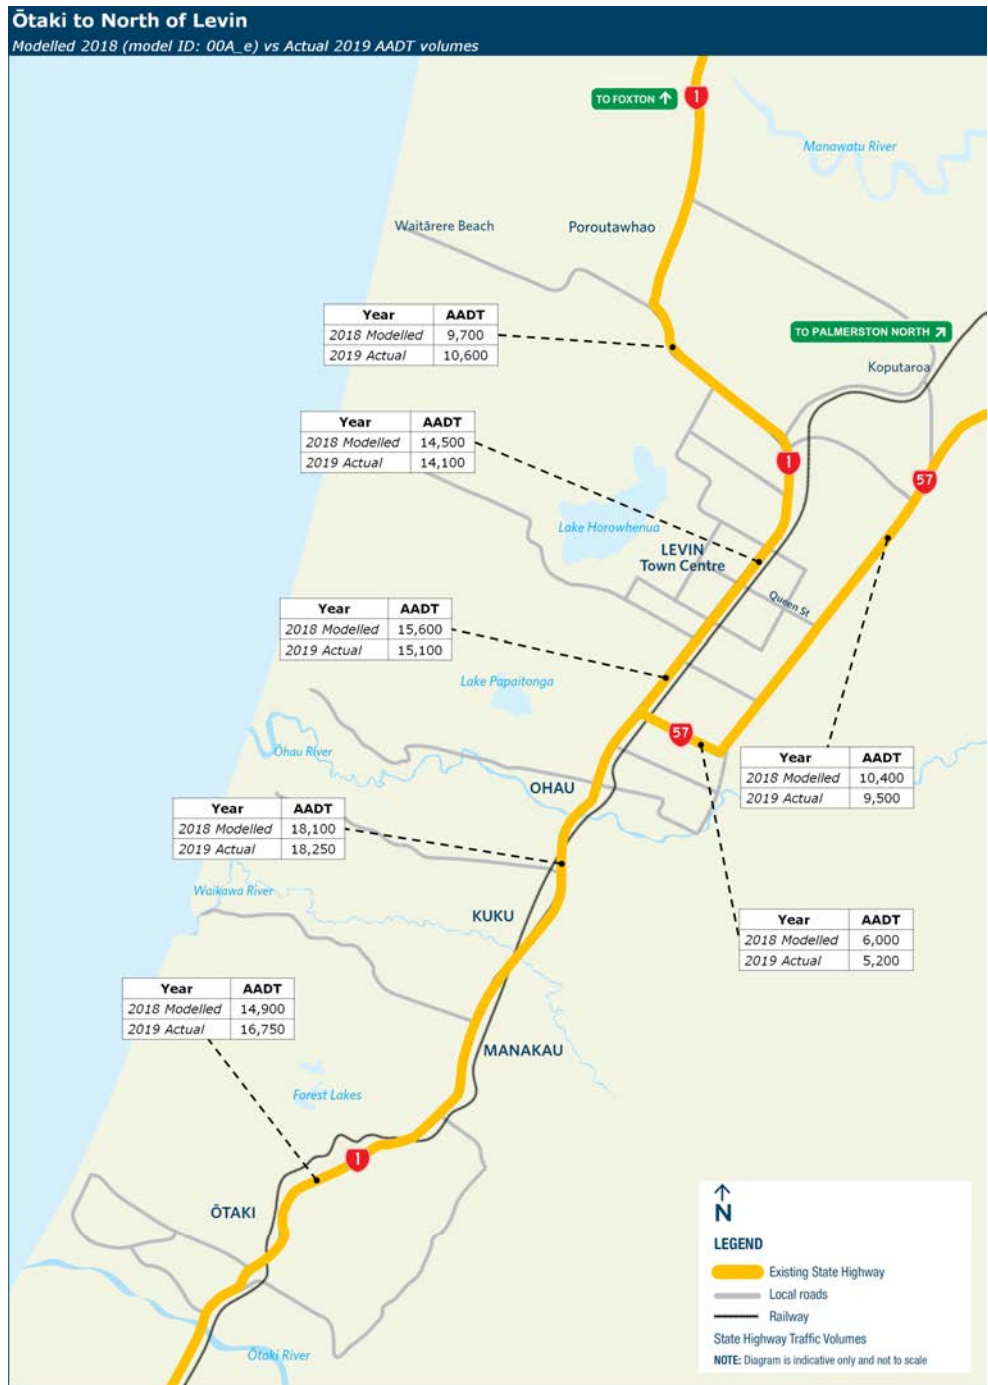 Ōtaki to North of Levin
Modelled 2018 (model ID: 00A_e) vs Actual 2019 AADT volumes
TO FOXTON ↑
1
Manawatu River
Waitārere Beach
Poroutawhao
Year AADT
2018 Modelled 9,700
2019 Actual 10,600
TO PALMERSTON NORTH ↗
Koputaroa
Year AADT
2018 Modelled 14,500
2019 Actual 14,100
1
57
Lake Horowhenua
LEVIN
Town Centre
Queen St
Year AADT
2018 Modelled 15,600
2019 Actual 15,100
Lake Papaitonga
57
Ōhau River
Year AADT
2018 Modelled 10,400
2019 Actual 9,500
OHAU
Year AADT
2018 Modelled 18,100
2019 Actual 18,250
Waikawa River
KUKU
Year AADT
2018 Modelled 6,000
2019 Actual 5,200
Year AADT
2018 Modelled 14,900
2019 Actual 16,750
MANAKAU
Forest Lakes
1
ŌTAKI
Ōtaki River
N
LEGEND
Existing State Highway
Local roads
Railway
State Highway Traffic Volumes
NOTE: Diagram is indicative only and not to scale